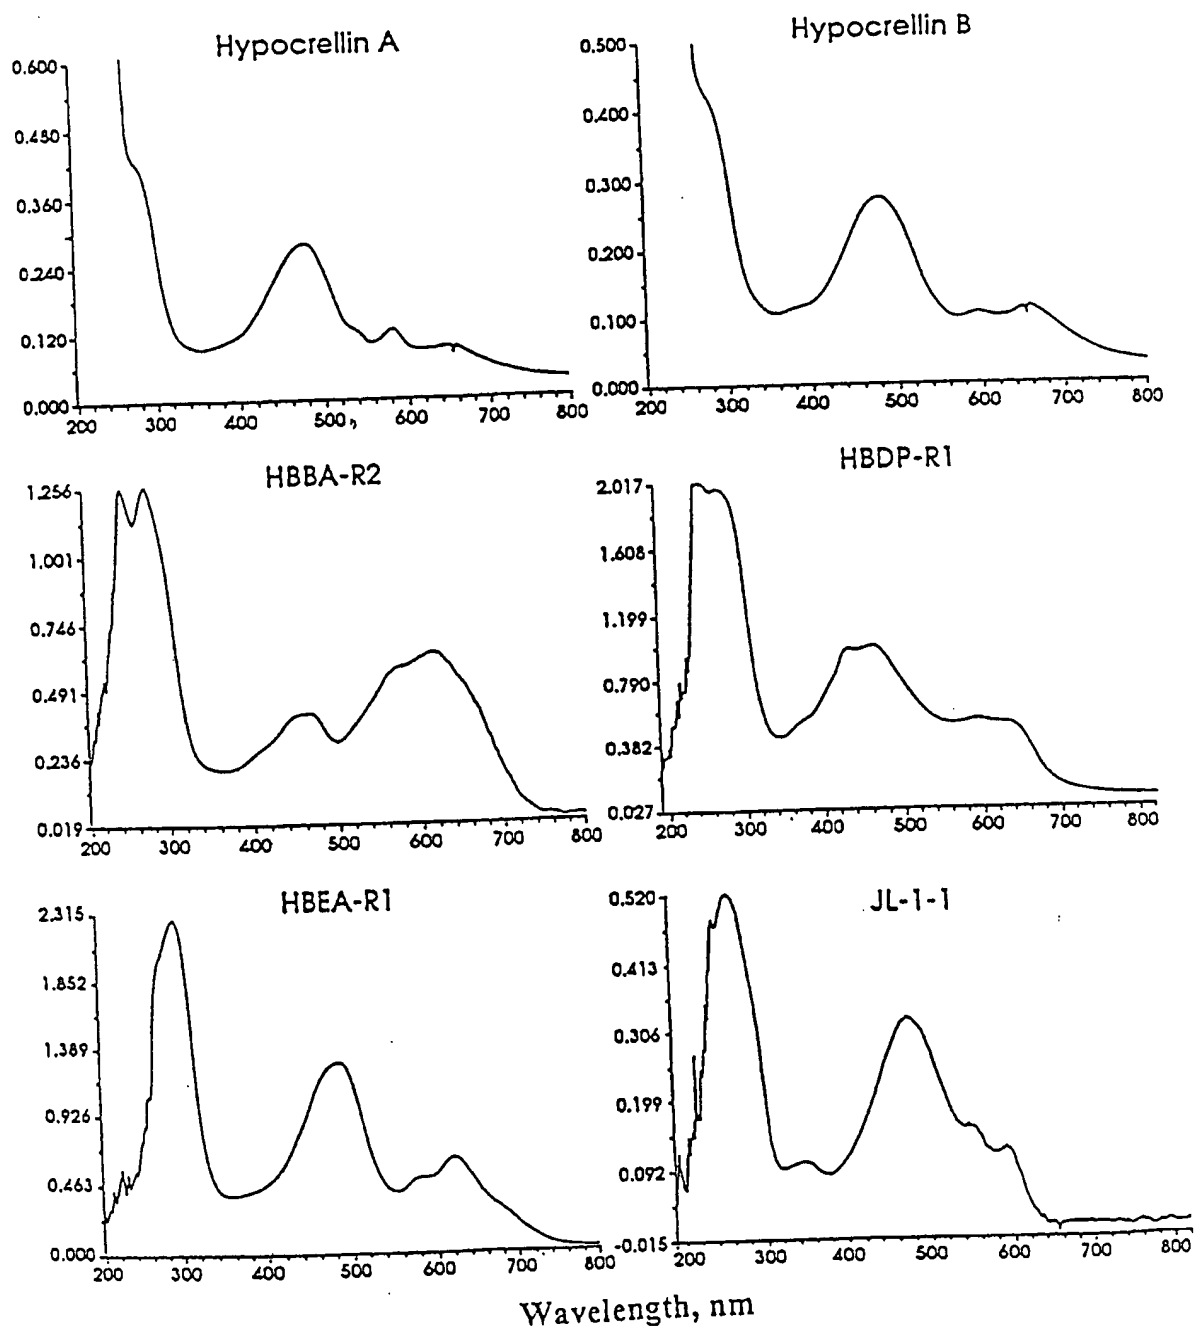 Hypocrellin A
0.600
0.480
0.360
0.240
0.120
0.000
200 300 400 500 600 700 800
Hypocrellin B
0.500
0.400
0.300
0.200
0.100
0.000
200 300 400 500 600 700 800
HBBA-R2
1.256
1.001
0.746
0.491
0.236
0.019
200 300 400 500 600 700 800
HBDP-R1
2.017
1.608
1.199
0.790
0.382
0.027
200 300 400 500 600 700 800
HBEA-R1
2.315
1.852
1.389
0.926
0.463
0.000
200 300 400 500 600 700 800
JL-1-1
0.520
0.413
0.306
0.199
0.092
-0.015
200 300 400 500 600 700 800
Wavelength, nm